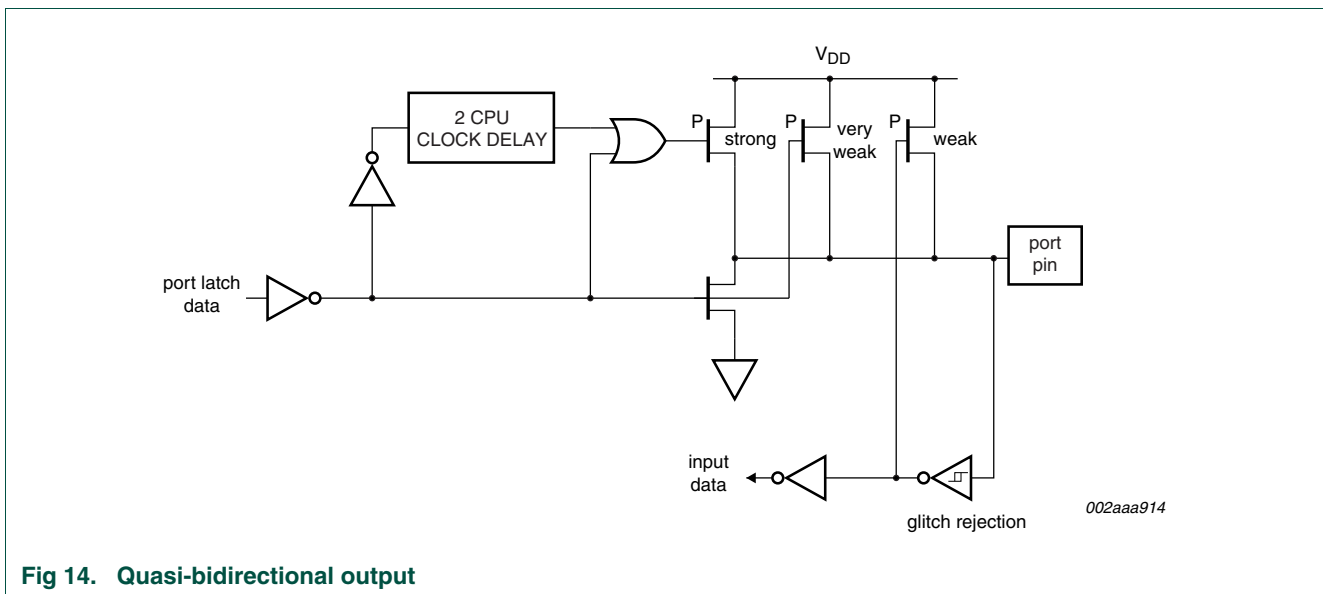 V_DD
2 CPU
CLOCK DELAY
P
strong
P
very
weak
P
weak
port
pin
port latch
data
input
data
glitch rejection
002aaa914
Fig 14. Quasi-bidirectional output